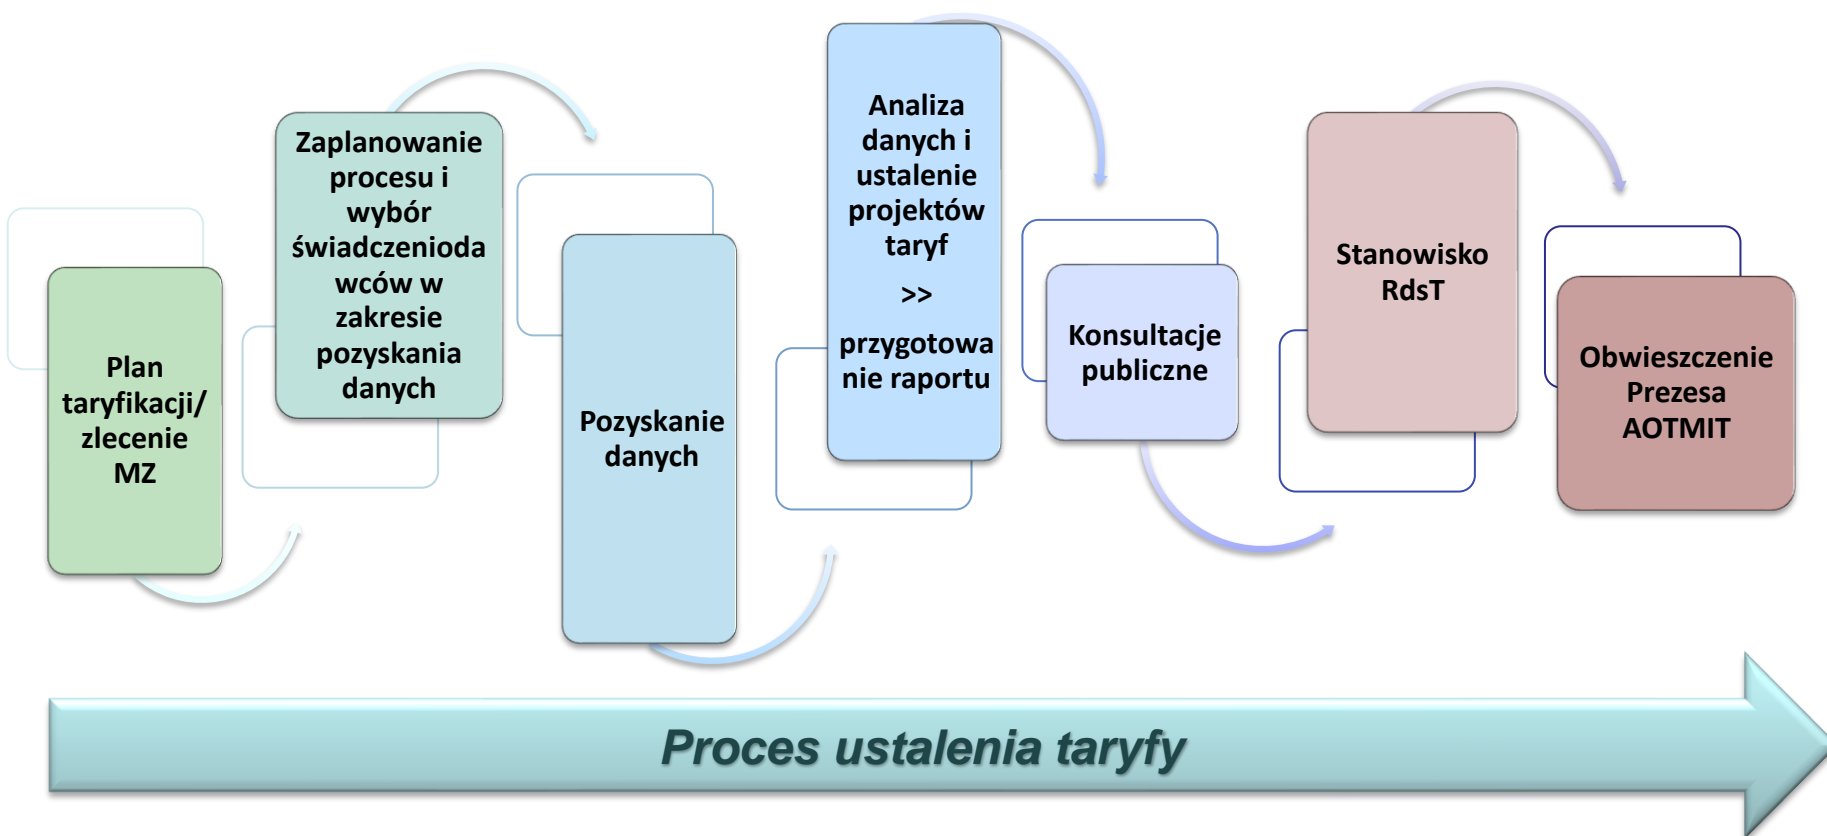 Plan
taryfikacji/
zlecenie
MZ
Zaplanowanie
procesu i
wybór
świadczenioda
wców w
zakresie
pozyskania
danych
Pozyskanie
danych
Analiza
danych i
ustalenie
projektów
taryf
>>
przygotowa
nie raportu
Konsultacje
publiczne
Stanowisko
RdsT
Obwieszczenie
Prezesa
AOTMIT
Proces ustalenia taryfy